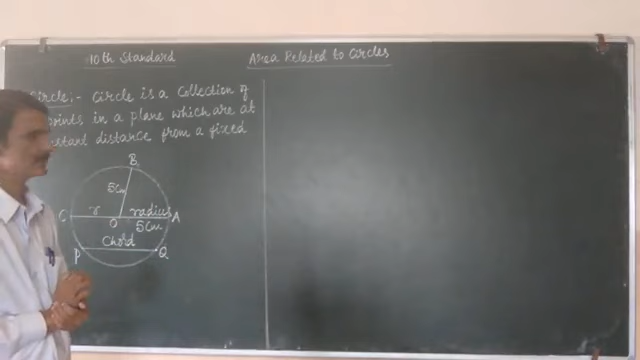 10th Standard
Area Related to Circles
Circle:- Circle is a Collection of
points in a plane which are at
distance from a fixed
B
5cm
C r radius A
O 5cm
Chord
P Q